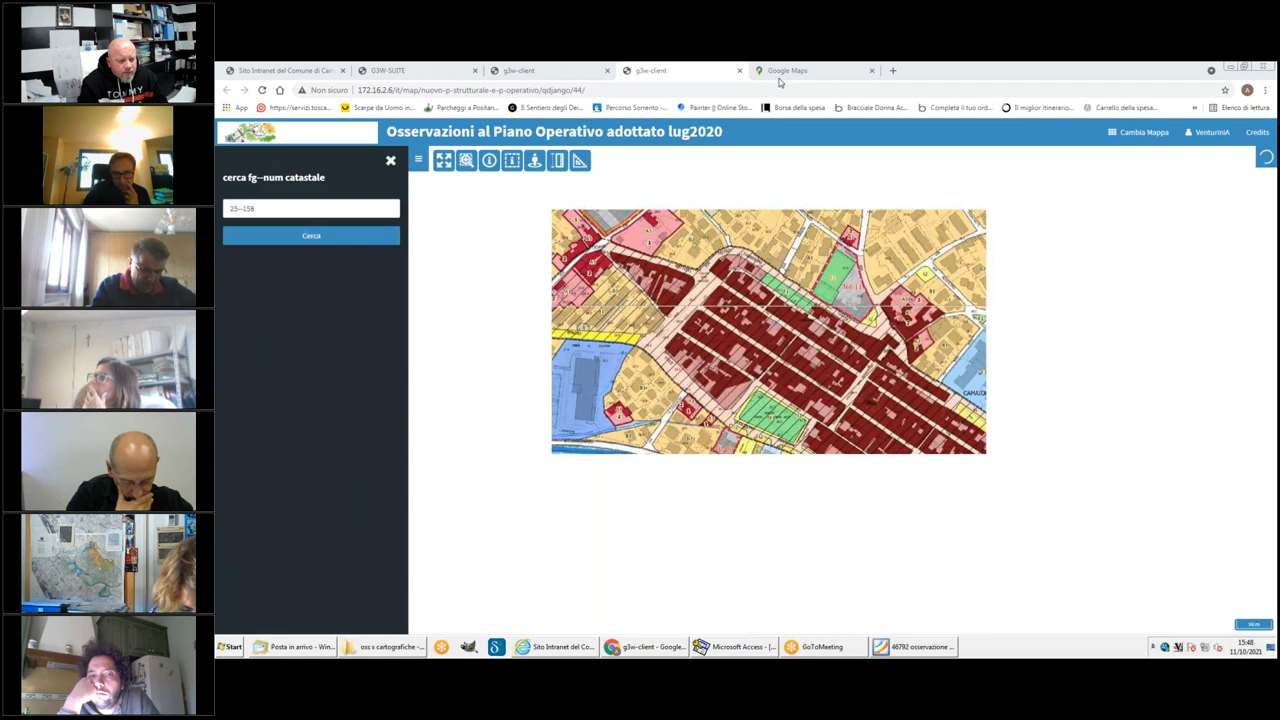 Sito Intranet del Comune di Can
G3W-SUITE
g3w-client
g3w-client
Google Maps
Non sicuro
172.16.2.6/it/map/nuovo-p-strutturale-e-p-operativo/qdjango/44/
App
https://servizi.tosca...
Scarpe da Uomo in...
Parcheggi a Positan...
Il Sentiero degli Dei...
Percorso Sorrento -...
Painter || Online Sto...
Borsa della spesa
Bracciale Donna Ac...
Completa il tuo ord...
Il miglior itinerario...
Carrello della spesa...
»
Elenco di lettura
Osservazioni al Piano Operativo adottato lug2020
Cambia Mappa
VenturiniA
Credits
cerca fg--num catastale
25--158
Cerca
CAMAIOR
50 m
TOMMY
Start
Posta in arrivo - Win...
oss x cartografiche -...
Sito Intranet del Co...
g3w-client - Google...
Microsoft Access - [...
GoToMeeting
46792 osservazione ...
15:48
11/10/2021